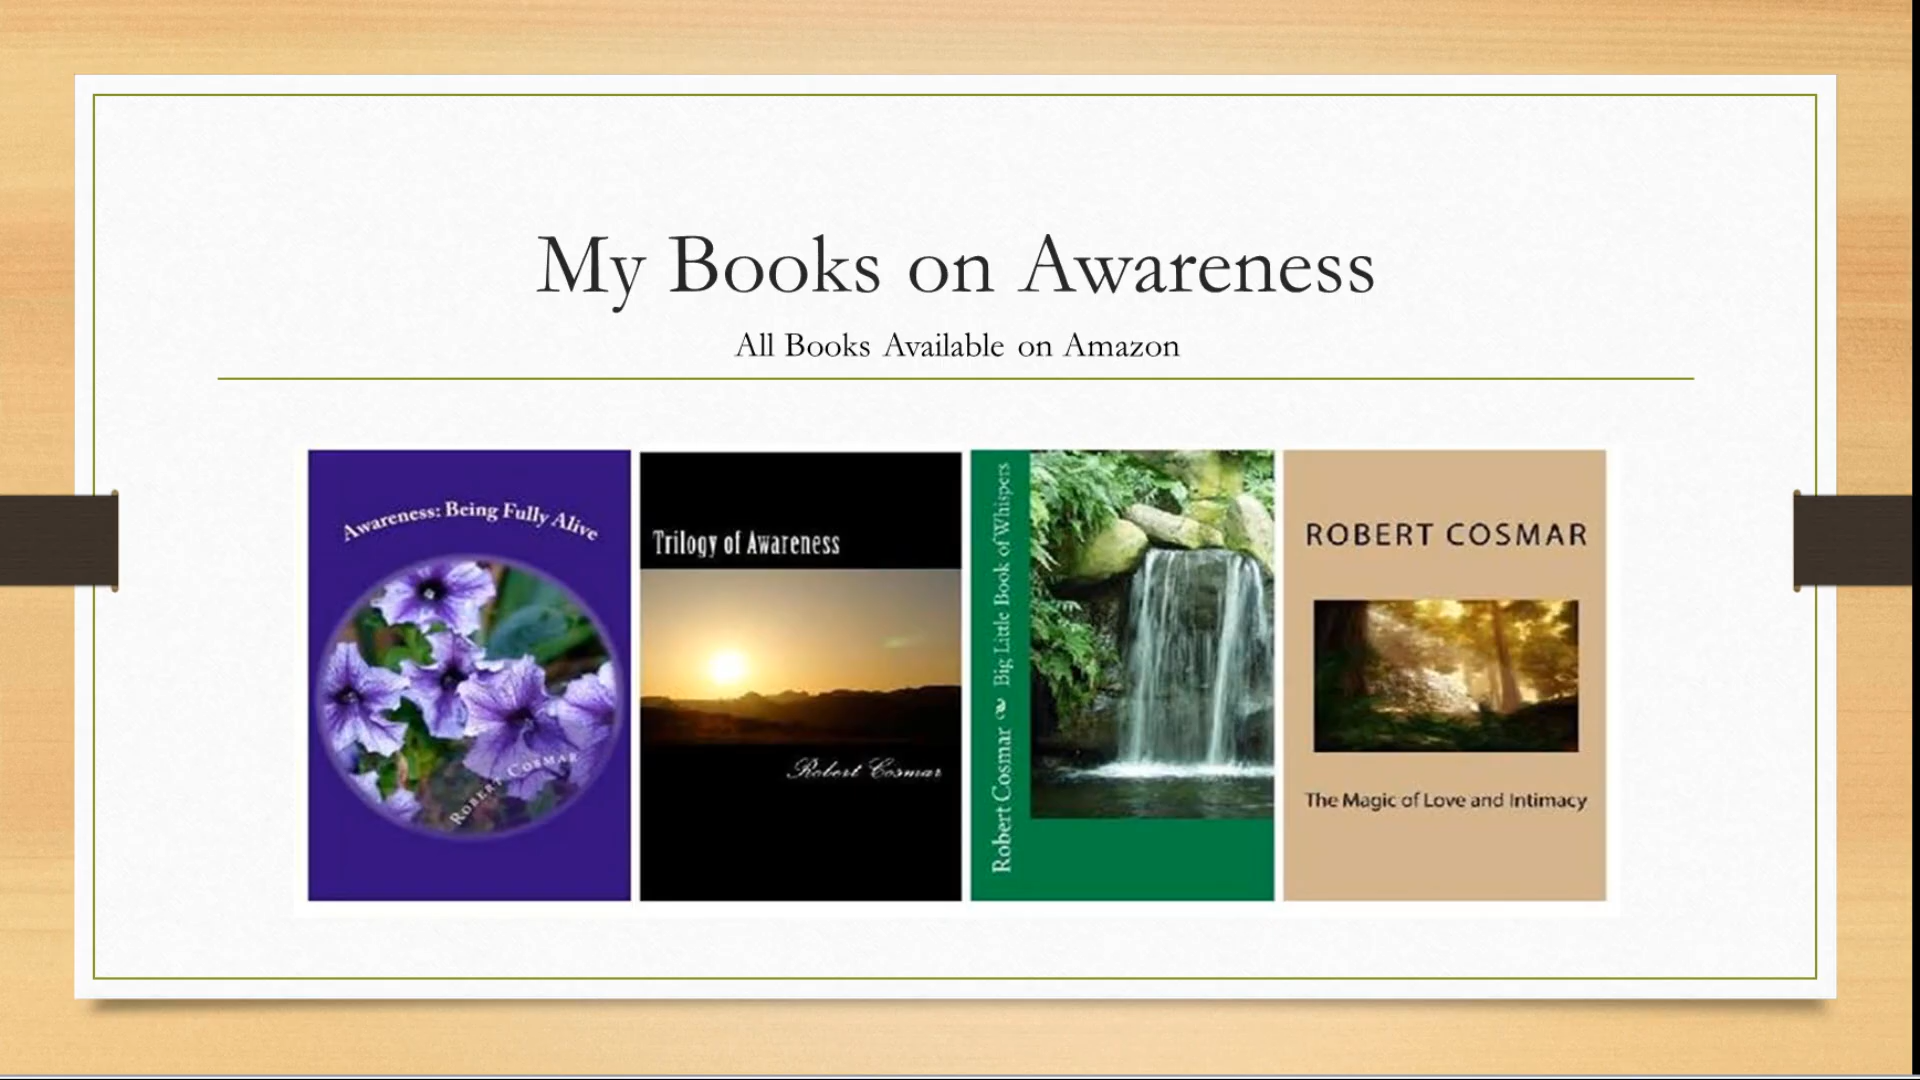 My Books on Awareness
All Books Available on Amazon
Awareness: Being Fully Alive
ROBERT COSMAR
Trilogy of Awareness
Robert Cosmar
Robert Cosmar Big Little Book of Whispers
ROBERT COSMAR
The Magic of Love and Intimacy